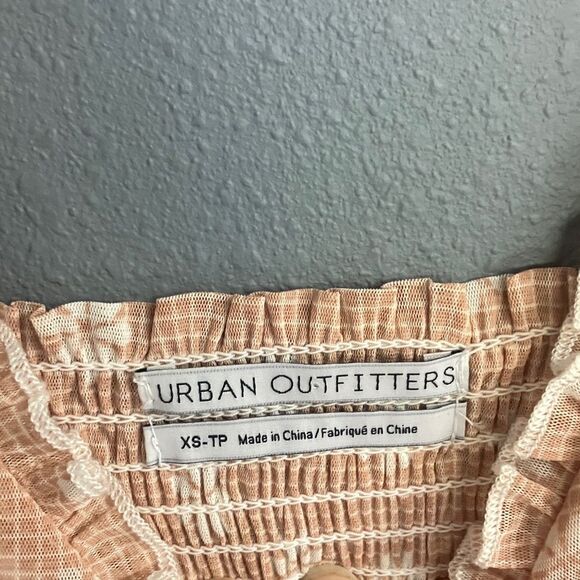 URBAN OUTFITTERS
XS-TP Made in China/Fabriqué en Chine